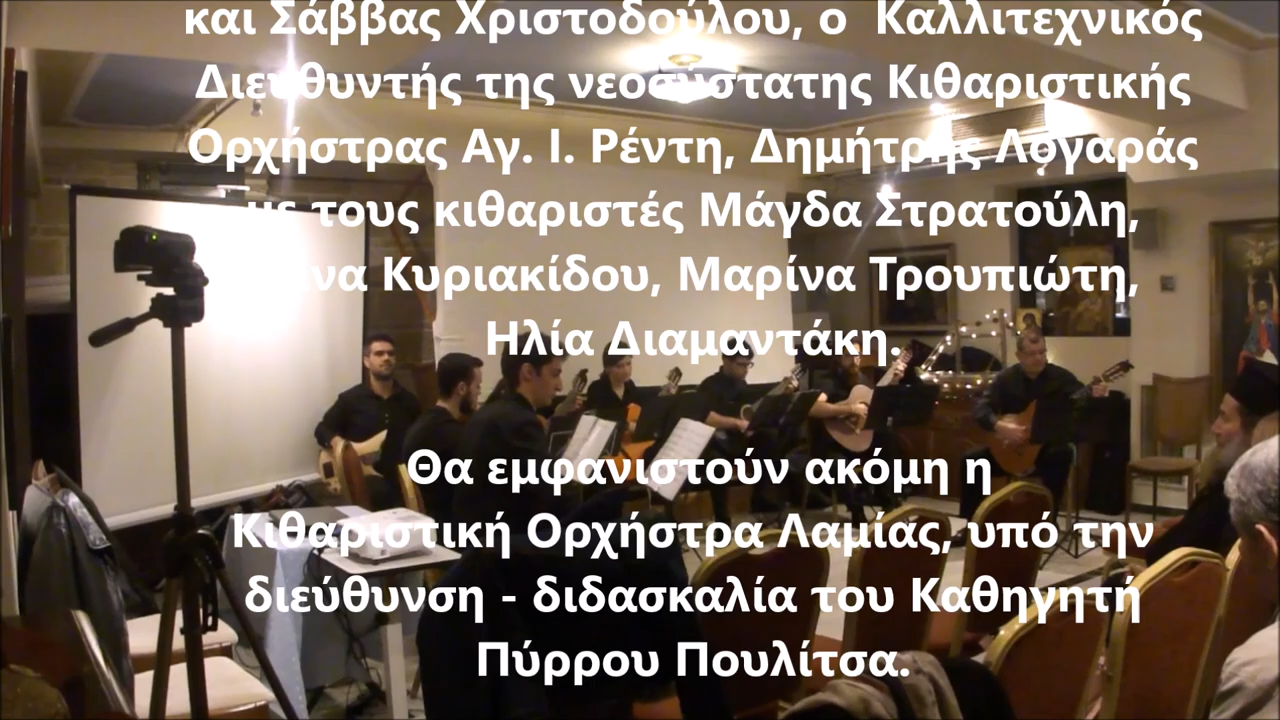 και Σάββας Χριστοδούλου, ο Καλλιτεχνικός
Διευθυντής της νεοσύστατης Κιθαριστικής
Ορχήστρας Αγ. Ι. Ρέντη, Δημήτρης Λογαράς
με τους κιθαριστές Μάγδα Στρατούλη,
Κυριακίδου, Μαρίνα Τρουπιώτη,
Ηλία Διαμαντάκη.
Θα εμφανιστούν ακόμη η
Κιθαριστική Ορχήστρα Λαμίας, υπό την
διεύθυνση - διδασκαλία του Καθηγητή
Πύρρου Πουλίτσα.